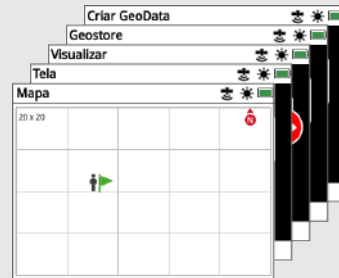 Criar GeoData
Geostore
Visualizar
Tela
Mapa
20 x 20
N